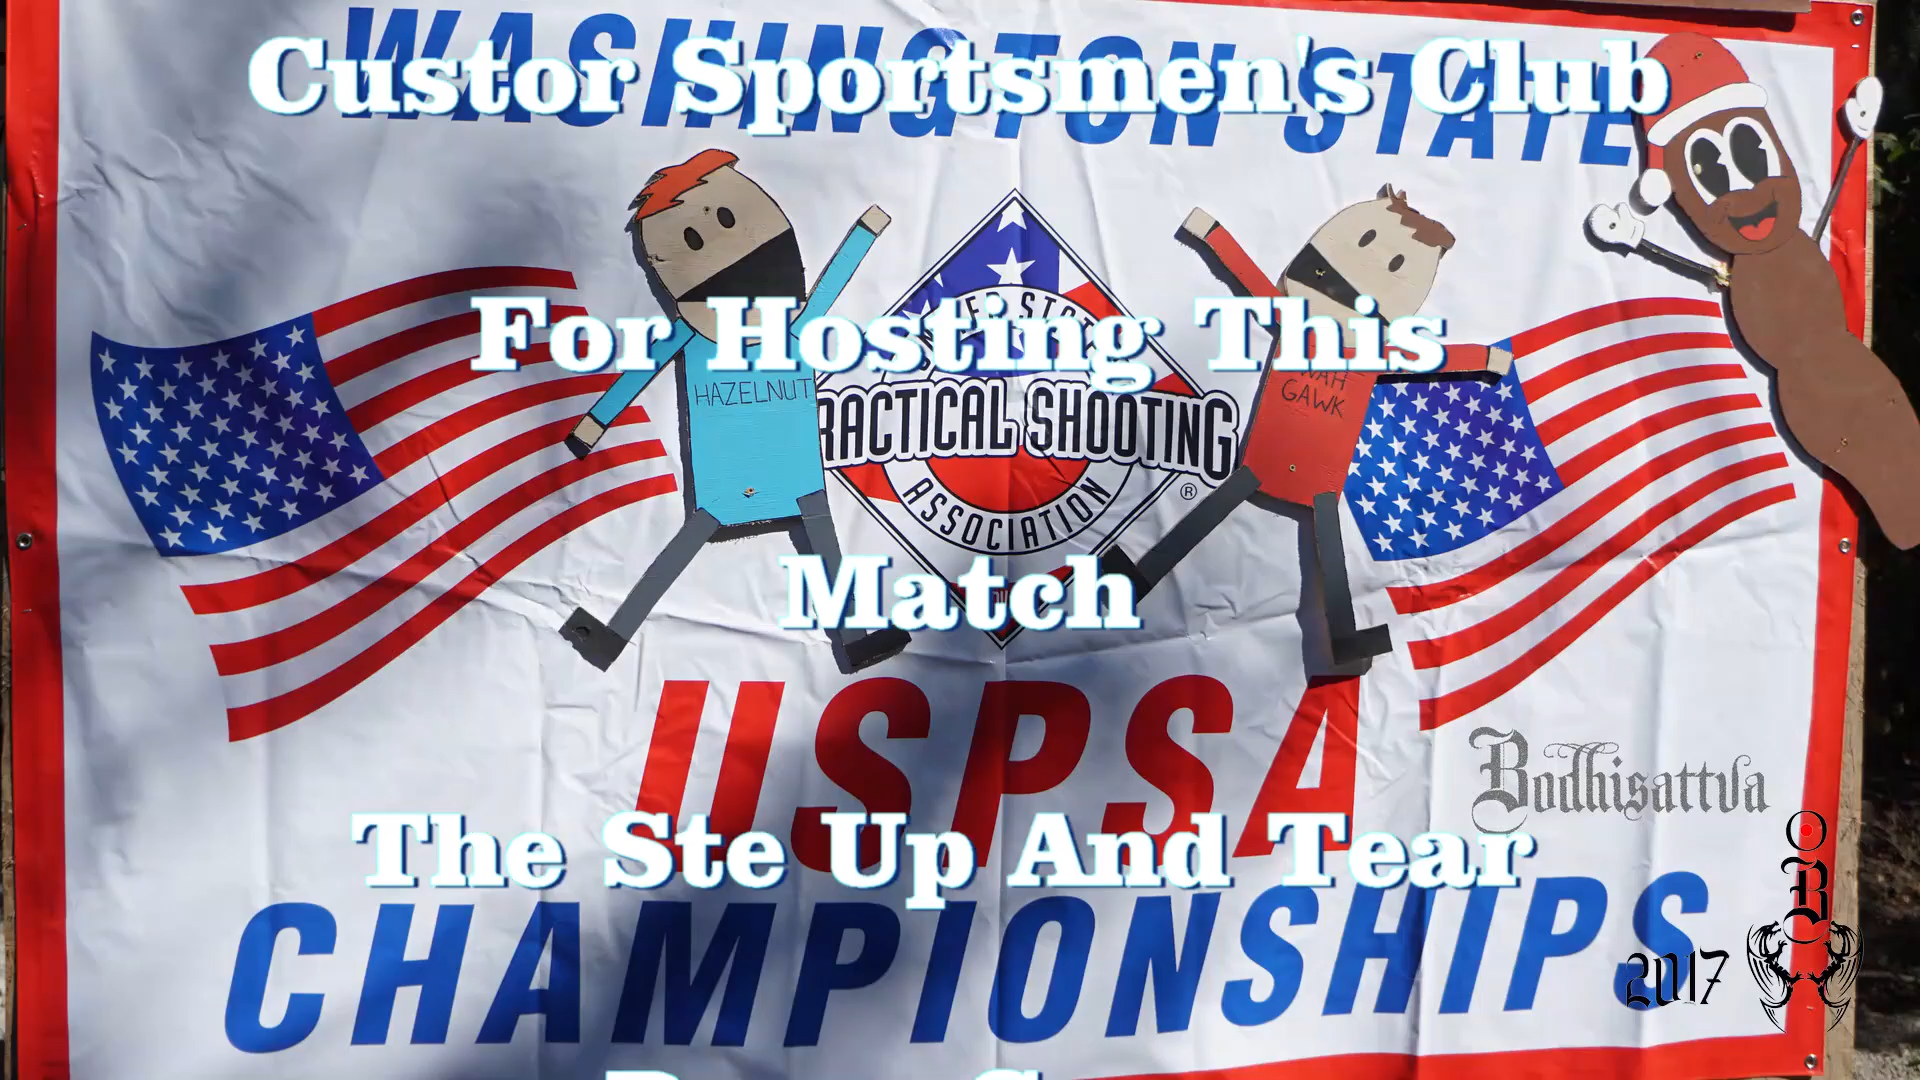 WASHINGTON STATE
Custor Sportsmen's Club
For Hosting This
HAZELNUT
RACTICAL SHOOTING
®
GAWK
ASSOCIATION
Match
USPSA
Bodhisattva
The Ste Up And Tear
CHAMPIONSHIPS
B
2017